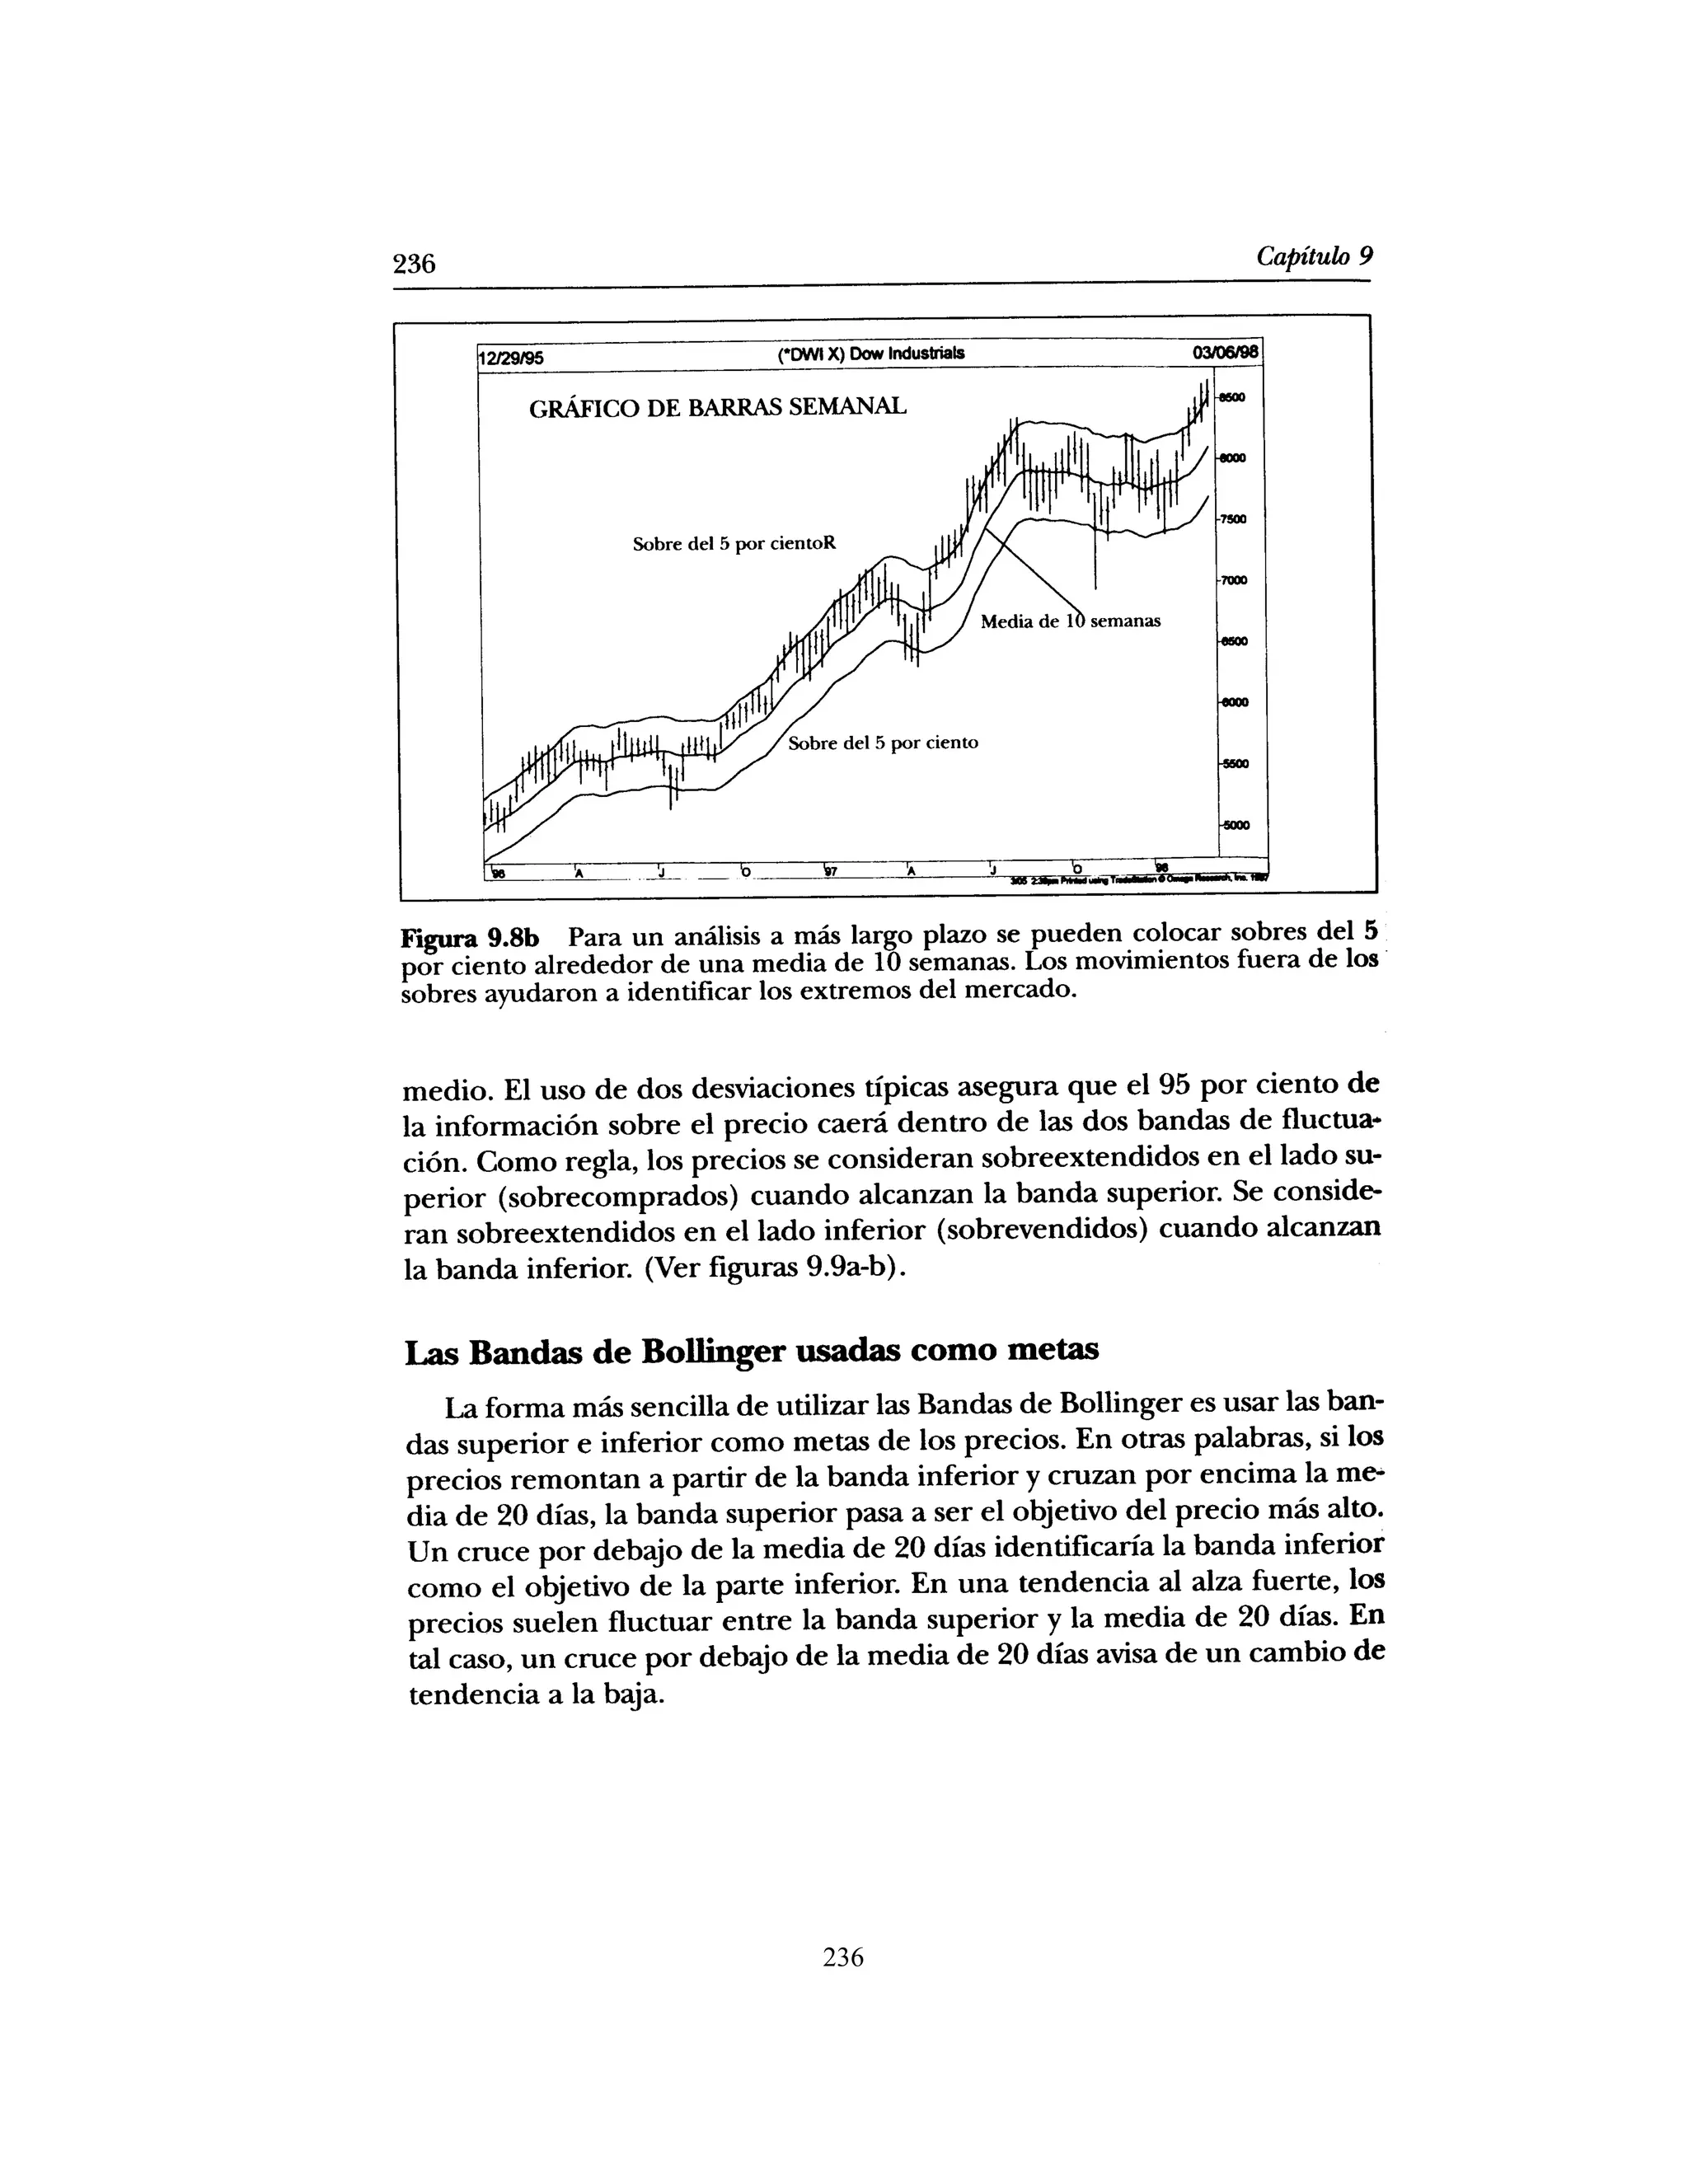 236
Capítulo 9
12/29/95
(*DWI X) Dow Industrials
03/06/98
GRÁFICO DE BARRAS SEMANAL
8500
8000
Sobre del 5 por cientoR
7500
7000
Media de 10 semanas
6500
6000
Sobre del 5 por ciento
5500
5000
'96 'A 'J 'O '97 'A 'J 'O '98
3/05 2:38pm Printed using TradeStation © Omega Research, Inc. 1997
Figura 9.8b Para un análisis a más largo plazo se pueden colocar sobres del 5
por ciento alrededor de una media de 10 semanas. Los movimientos fuera de los
sobres ayudaron a identificar los extremos del mercado.
medio. El uso de dos desviaciones típicas asegura que el 95 por ciento de
la información sobre el precio caerá dentro de las dos bandas de fluctua-
ción. Como regla, los precios se consideran sobreextendidos en el lado su-
perior (sobrecomprados) cuando alcanzan la banda superior. Se conside-
ran sobreextendidos en el lado inferior (sobrevendidos) cuando alcanzan
la banda inferior. (Ver figuras 9.9a-b).
Las Bandas de Bollinger usadas como metas
La forma más sencilla de utilizar las Bandas de Bollinger es usar las ban-
das superior e inferior como metas de los precios. En otras palabras, si los
precios remontan a partir de la banda inferior y cruzan por encima la me-
dia de 20 días, la banda superior pasa a ser el objetivo del precio más alto.
Un cruce por debajo de la media de 20 días identificaría la banda inferior
como el objetivo de la parte inferior. En una tendencia al alza fuerte, los
precios suelen fluctuar entre la banda superior y la media de 20 días. En
tal caso, un cruce por debajo de la media de 20 días avisa de un cambio de
tendencia a la baja.
236